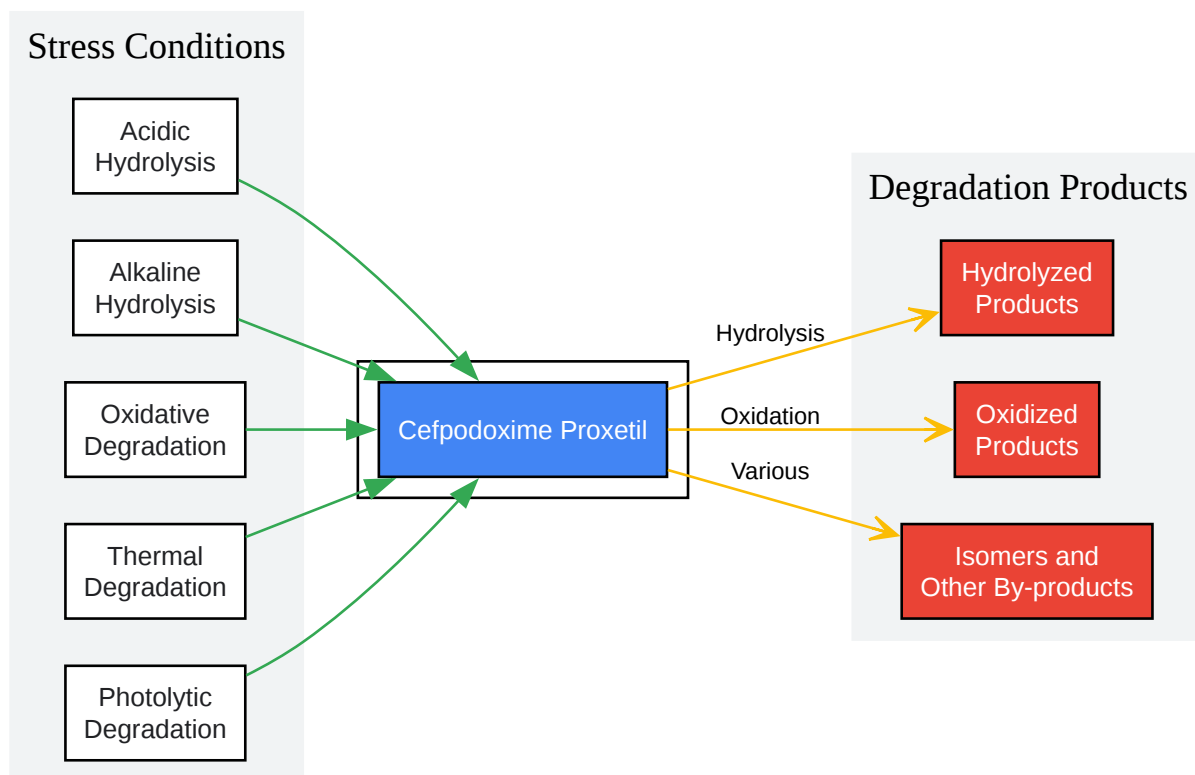 Stress Conditions
Acidic
Hydrolysis
Alkaline
Hydrolysis
Oxidative
Degradation
Thermal
Degradation
Photolytic
Degradation
Cefpodoxime Proxetil
Hydrolysis
Oxidation
Various
Degradation Products
Hydrolyzed
Products
Oxidized
Products
Isomers and
Other By-products